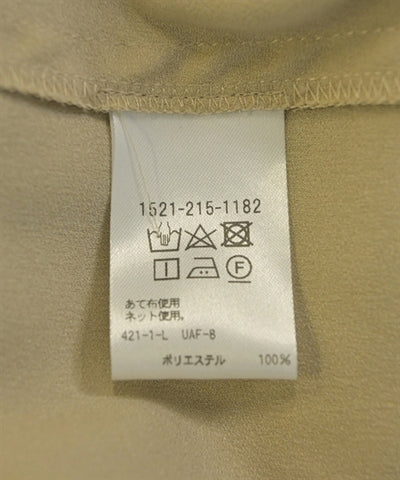 1521-215-1182
F
あて布使用
ネット使用。
421-1-L UAF-B
ポリエステル 100%